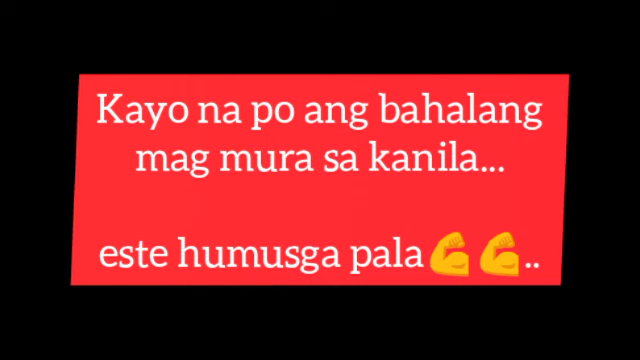 Kayo na po ang bahalang
mag mura sa kanila...
este humusga pala💪💪..